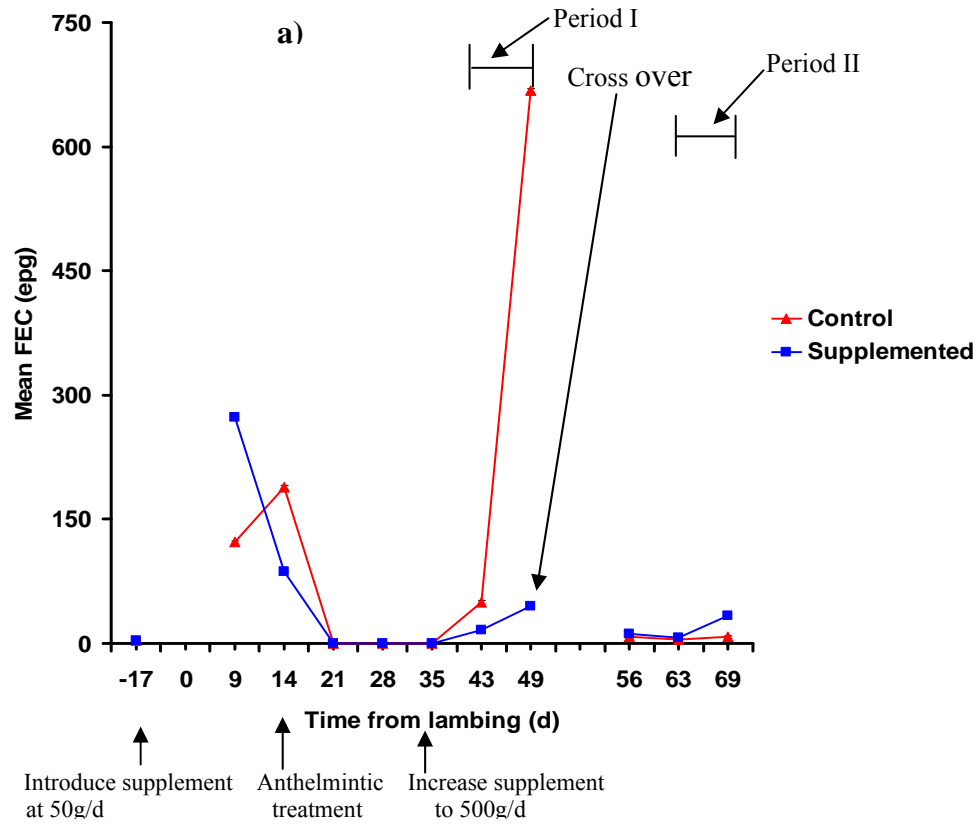 a)
Period I
Cross over
Period II
750
600
450
300
150
0
Mean FEC (epg)
Control
Supplemented
-17 0 9 14 21 28 35 43 49 56 63 69
Time from lambing (d)
Introduce supplement
at 50g/d
Anthelmintic
treatment
Increase supplement
to 500g/d